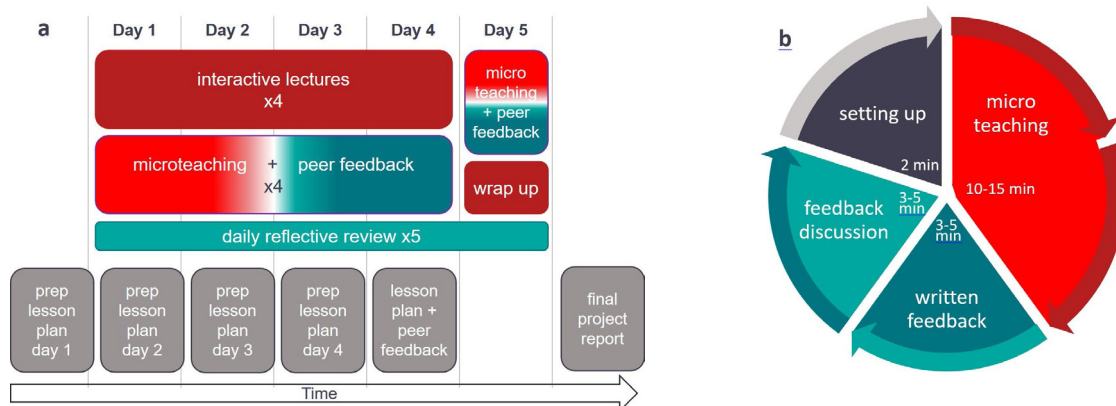 a
Day 1 Day 2 Day 3 Day 4 Day 5
interactive lectures
x4
micro
teaching
+ peer
feedback
microteaching + peer feedback
x4
wrap up
daily reflective review x5
prep
lesson
plan
day 1
prep
lesson
plan
day 2
prep
lesson
plan
day 3
prep
lesson
plan
day 4
lesson
plan +
peer
feedback
final
project
report
Time
b
setting up
2 min
micro
teaching
10-15 min
feedback
discussion
3-5
min
3-5
min
written
feedback